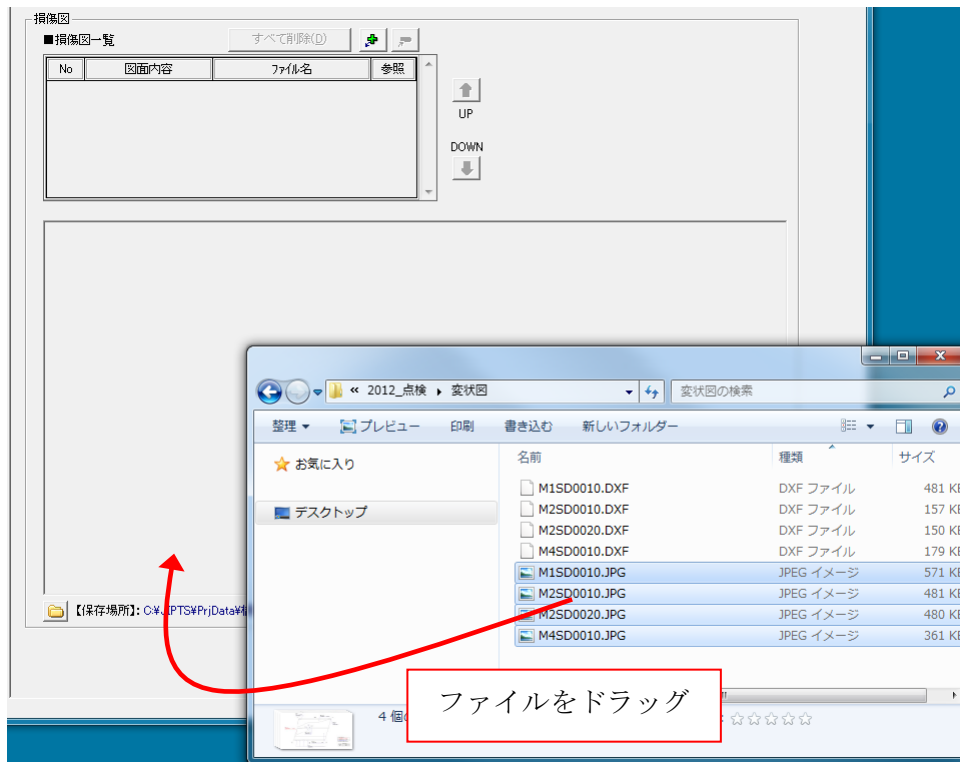 損傷図
■損傷図一覧 すべて削除(D)
No 図面内容 ファイル名 参照
UP
DOWN
« 2012_点検 ▸ 変状図 変状図の検索
整理 プレビュー 印刷 書き込む 新しいフォルダー
お気に入り
デスクトップ
名前 種類 サイズ
M1SD0010.DXF DXF ファイル 481 KB
M2SD0010.DXF DXF ファイル 157 KB
M2SD0020.DXF DXF ファイル 150 KB
M4SD0010.DXF DXF ファイル 179 KB
M1SD0010.JPG JPEG イメージ 571 KB
M2SD0010.JPG JPEG イメージ 481 KB
M2SD0020.JPG JPEG イメージ 480 KB
M4SD0010.JPG JPEG イメージ 361 KB
【保存場所】: C:¥ PTS¥PrjData¥
ファイルをドラッグ
4 個